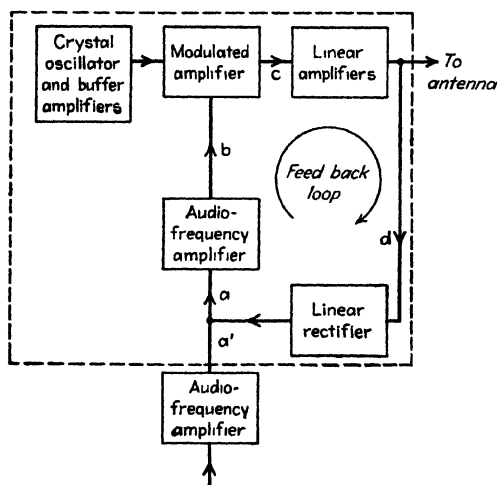 Crystal
oscillator
and buffer
amplifiers
Modulated
amplifier
c
Linear
amplifiers
To
antenna
b
Feed back
loop
d
Audio-
frequency
amplifier
a
Linear
rectifier
a'
Audio-
frequency
amplifier